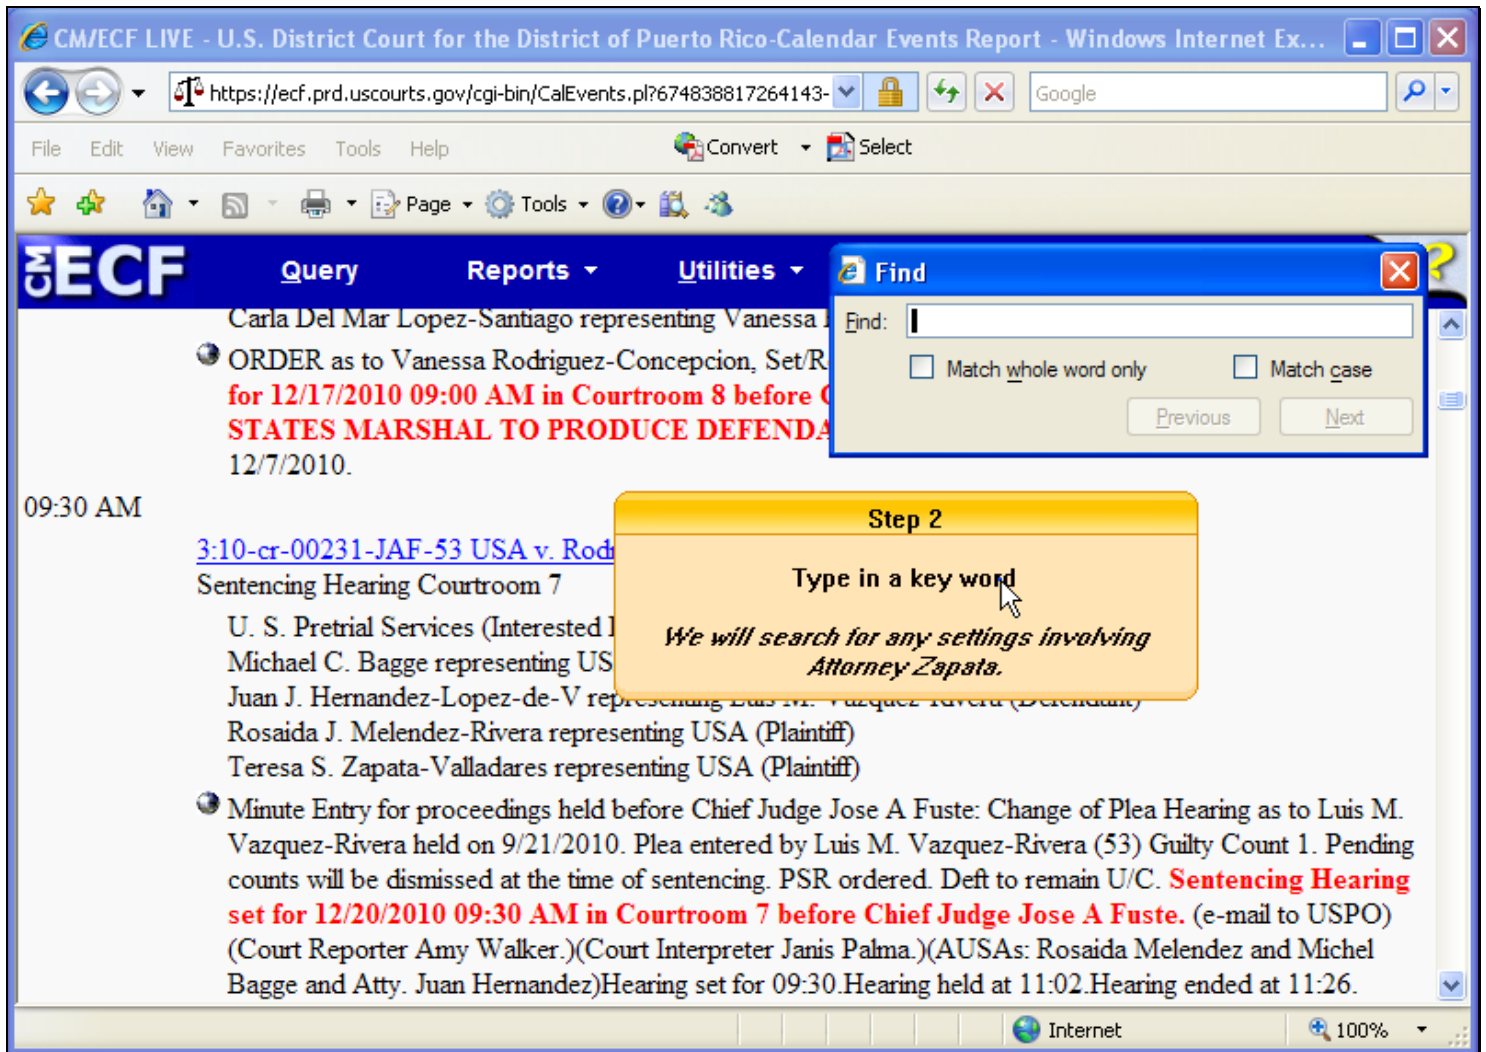 CM/ECF LIVE - U.S. District Court for the District of Puerto Rico-Calendar Events Report - Windows Internet Ex...
https://ecf.prd.uscourts.gov/cgi-bin/CalEvents.pl?674838817264143-
Google
File Edit View Favorites Tools Help Convert Select
Page Tools
CM ECF Query Reports Utilities ?
Find
Find:
Match whole word only Match case
Previous Next
Carla Del Mar Lopez-Santiago representing Vanessa
ORDER as to Vanessa Rodriguez-Concepcion, Set/R
for 12/17/2010 09:00 AM in Courtroom 8 before
STATES MARSHAL TO PRODUCE DEFENDA
12/7/2010.
09:30 AM
3:10-cr-00231-JAF-53 USA v. Rodr
Sentencing Hearing Courtroom 7
U. S. Pretrial Services (Interested
Michael C. Bagge representing US
Juan J. Hernandez-Lopez-de-V representing Luis M. Vazquez-Rivera (Defendant)
Rosaida J. Melendez-Rivera representing USA (Plaintiff)
Teresa S. Zapata-Valladares representing USA (Plaintiff)
Step 2
Type in a key word
We will search for any settings involving
Attorney Zapata.
Minute Entry for proceedings held before Chief Judge Jose A Fuste: Change of Plea Hearing as to Luis M.
Vazquez-Rivera held on 9/21/2010. Plea entered by Luis M. Vazquez-Rivera (53) Guilty Count 1. Pending
counts will be dismissed at the time of sentencing. PSR ordered. Deft to remain U/C. Sentencing Hearing
set for 12/20/2010 09:30 AM in Courtroom 7 before Chief Judge Jose A Fuste. (e-mail to USPO)
(Court Reporter Amy Walker.)(Court Interpreter Janis Palma.)(AUSAs: Rosaida Melendez and Michel
Bagge and Atty. Juan Hernandez)Hearing set for 09:30.Hearing held at 11:02.Hearing ended at 11:26.
Internet 100%